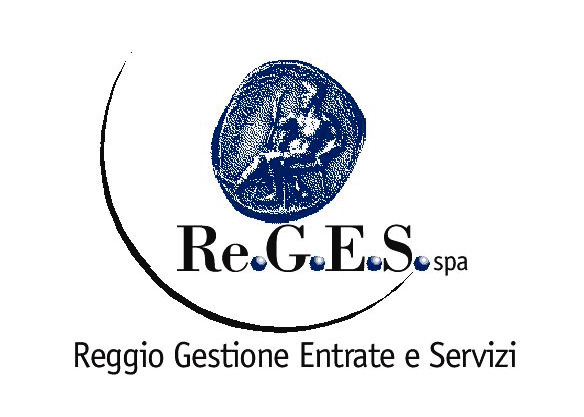 Re.G.E.S. spa
Reggio Gestione Entrate e Servizi